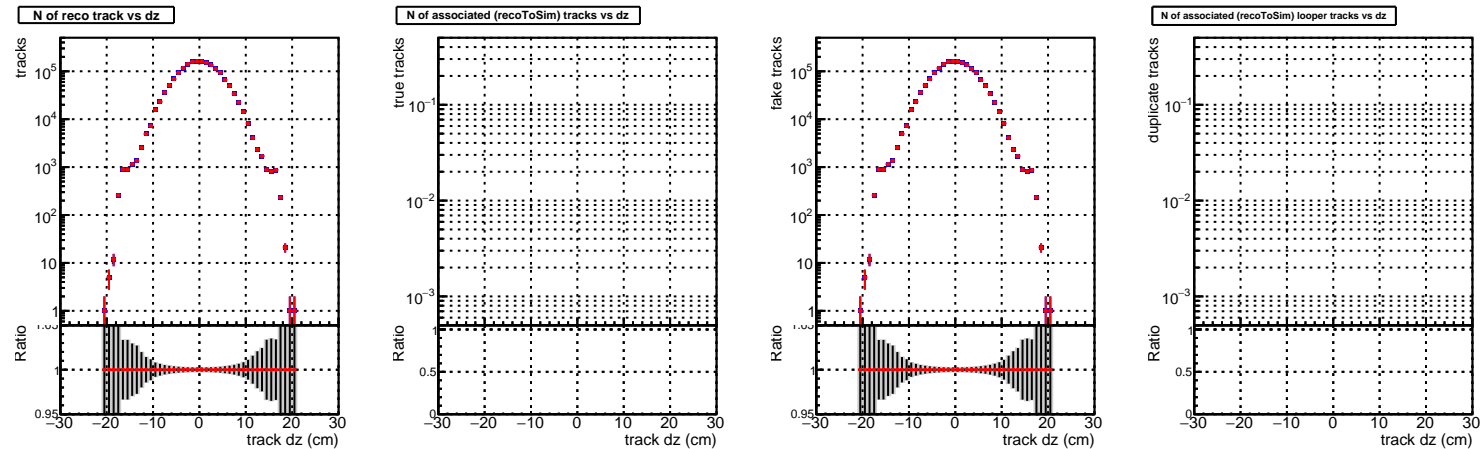 N of reco track vs dz
N of associated (recoToSim) tracks vs dz
N of associated (recoToSim) looper tracks vs dz
tracks
10^5
10^4
10^3
10^2
10
1
Ratio
1
0.95
−30 −20 −10 0 10 20 30
track dz (cm)
true tracks
10^−1
10^−2
10^−3
Ratio
1
0.5
0
−30 −20 −10 0 10 20 30
track dz (cm)
fake tracks
10^5
10^4
10^3
10^2
10
1
Ratio
1
0.95
−30 −20 −10 0 10 20 30
track dz (cm)
duplicate tracks
10^−1
10^−2
10^−3
Ratio
1
0.5
0
−30 −20 −10 0 10 20 30
track dz (cm)